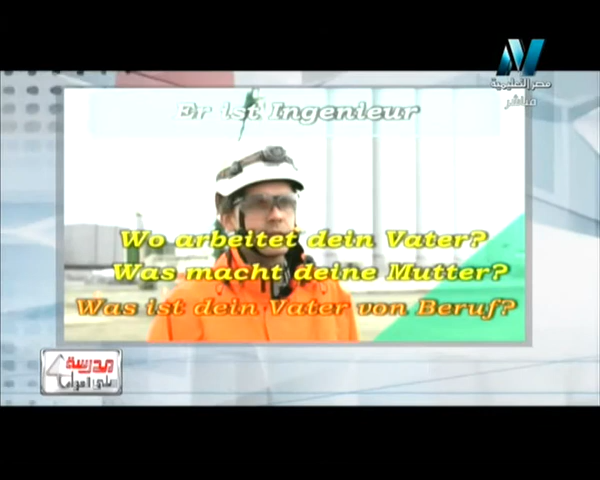 مصر التعليمية
مباشر
Er ist Ingenieur
Wo arbeitet dein Vater?
Was macht deine Mutter?
Was ist dein Vater von Beruf?
مدرسة
على الهواء